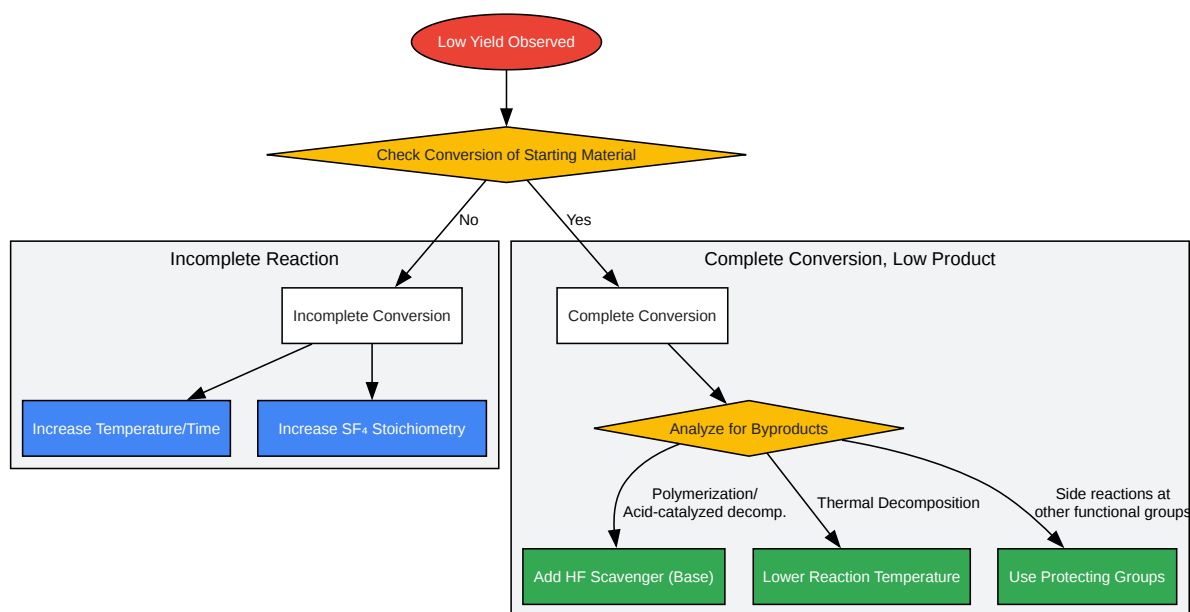 Low Yield Observed
Check Conversion of Starting Material
No
Yes
Incomplete Reaction
Complete Conversion, Low Product
Incomplete Conversion
Complete Conversion
Increase Temperature/Time
Increase SF₄ Stoichiometry
Analyze for Byproducts
Polymerization/
Acid-catalyzed decomp.
Thermal Decomposition
Side reactions at
other functional groups
Add HF Scavenger (Base)
Lower Reaction Temperature
Use Protecting Groups